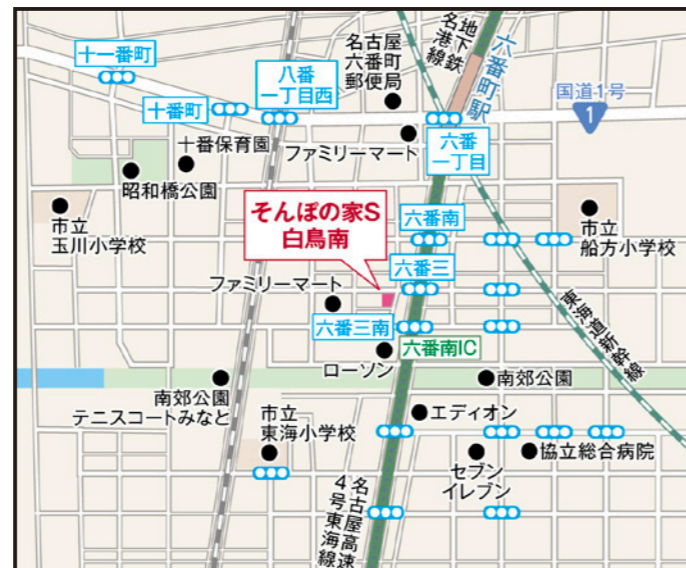 十一番町
十番町
八番
一丁目西
名古屋
六番町
郵便局
地下鉄
名港線
六番町駅
国道1号
1
十番保育園
ファミリーマート
六番
一丁目
昭和橋公園
市立
玉川小学校
そんぽの家S
白鳥南
六番南
市立
船方小学校
六番三
ファミリーマート
六番三南
六番南IC
東海道新幹線
ローソン
南郊公園
テニスコートみなと
南郊公園
市立
東海小学校
エディオン
セブン
イレブン
協立総合病院
名古屋高速
4号東海線